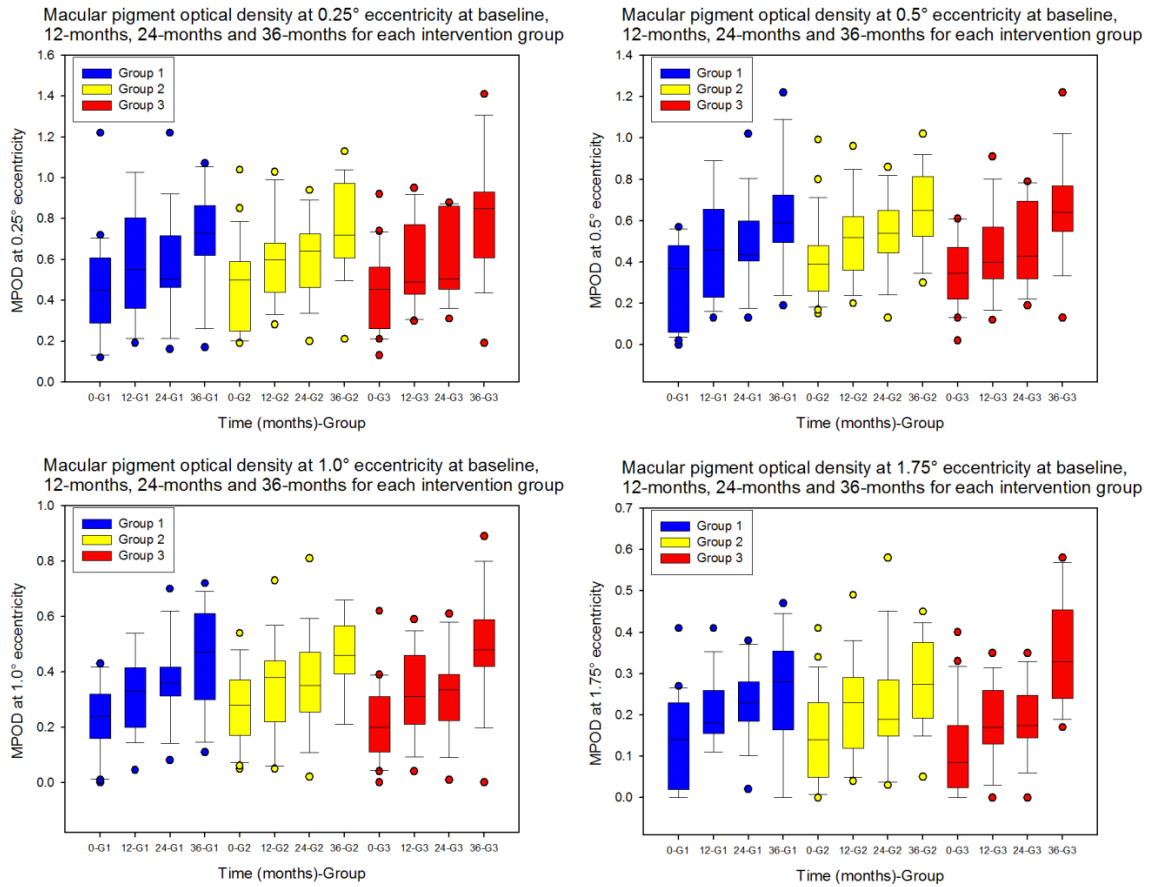 Macular pigment optical density at 0.25° eccentricity at baseline,
12-months, 24-months and 36-months for each intervention group
1.6
1.4
1.2
1.0
0.8
0.6
0.4
0.2
0.0
MPOD at 0.25° eccentricity
Group 1
Group 2
Group 3
0-G1 12-G1 24-G1 36-G1 0-G2 12-G2 24-G2 36-G2 0-G3 12-G3 24-G3 36-G3
Time (months)-Group
Macular pigment optical density at 0.5° eccentricity at baseline,
12-months, 24-months and 36-months for each intervention group
1.4
1.2
1.0
0.8
0.6
0.4
0.2
0.0
MPOD at 0.5° eccentricity
Group 1
Group 2
Group 3
0-G1 12-G1 24-G1 36-G1 0-G2 12-G2 24-G2 36-G2 0-G3 12-G3 24-G3 36-G3
Time (months)-Group
Macular pigment optical density at 1.0° eccentricity at baseline,
12-months, 24-months and 36-months for each intervention group
1.0
0.8
0.6
0.4
0.2
0.0
MPOD at 1.0° eccentricity
Group 1
Group 2
Group 3
0-G1 12-G1 24-G1 36-G1 0-G2 12-G2 24-G2 36-G2 0-G3 12-G3 24-G3 36-G3
Time (months)-Group
Macular pigment optical density at 1.75° eccentricity at baseline,
12-months, 24-months and 36-months for each intervention group
0.7
0.6
0.5
0.4
0.3
0.2
0.1
0.0
MPOD at 1.75° eccentricity
Group 1
Group 2
Group 3
0-G1 12-G1 24-G1 36-G1 0-G2 12-G2 24-G2 36-G2 0-G3 12-G3 24-G3 36-G3
Time (months)-Group